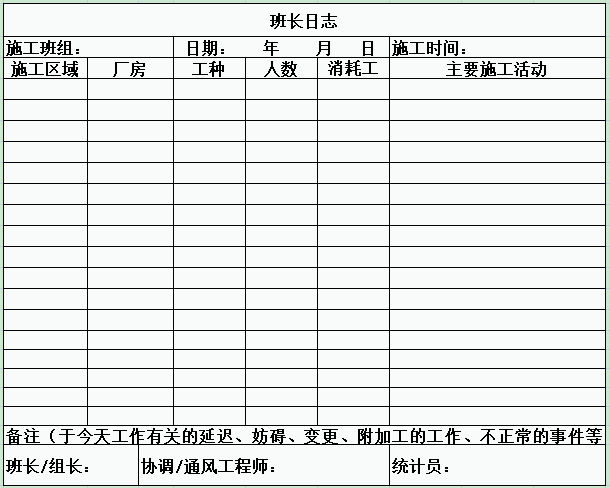 班长日志
施工班组： 日期： 年 月 日 施工时间：
施工区域 厂房 工种 人数 消耗工 主要施工活动
备注（于今天工作有关的延迟、妨碍、变更、附加工的工作、不正常的事件等
班长/组长： 协调/通风工程师： 统计员：